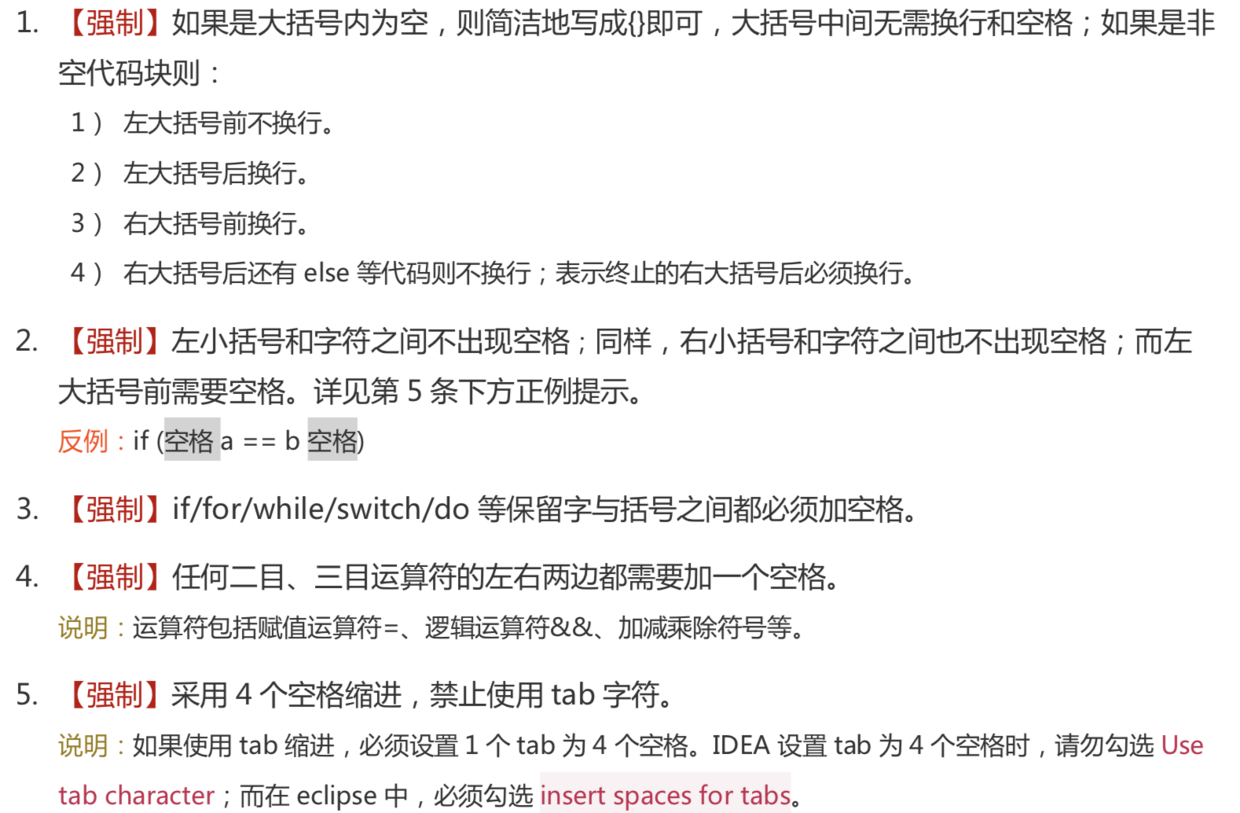 1. 【强制】如果是大括号内为空，则简洁地写成{}即可，大括号中间无需换行和空格；如果是非
空代码块则：
1） 左大括号前不换行。
2） 左大括号后换行。
3） 右大括号前换行。
4） 右大括号后还有 else 等代码则不换行；表示终止的右大括号后必须换行。
2. 【强制】左小括号和字符之间不出现空格；同样，右小括号和字符之间也不出现空格；而左
大括号前需要空格。详见第 5 条下方正例提示。
反例：if (空格 a == b 空格)
3. 【强制】if/for/while/switch/do 等保留字与括号之间都必须加空格。
4. 【强制】任何二目、三目运算符的左右两边都需要加一个空格。
说明：运算符包括赋值运算符=、逻辑运算符&&、加减乘除符号等。
5. 【强制】采用 4 个空格缩进，禁止使用 tab 字符。
说明：如果使用 tab 缩进，必须设置 1 个 tab 为 4 个空格。IDEA 设置 tab 为 4 个空格时，请勿勾选 Use
tab character；而在 eclipse 中，必须勾选 insert spaces for tabs。